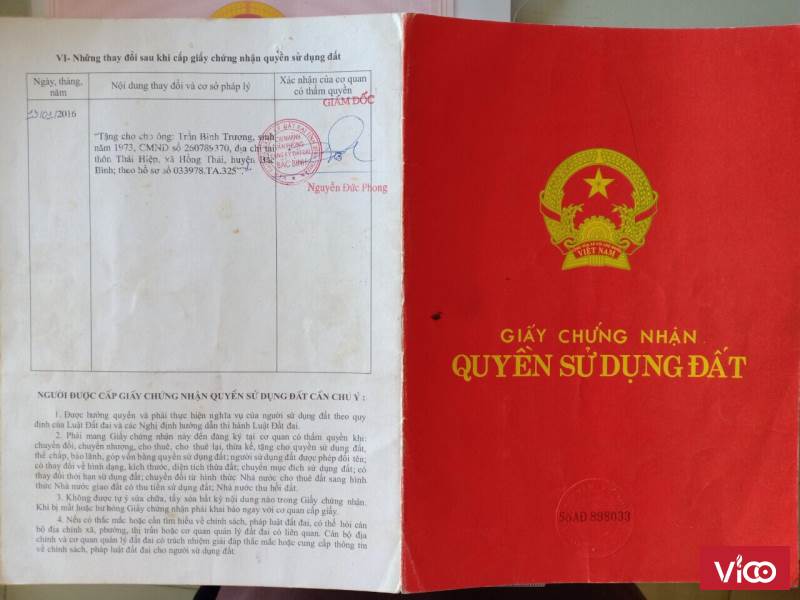 VI- Những thay đổi sau khi cấp giấy chứng nhận quyền sử dụng đất
Ngày, tháng, năm
Nội dung thay đổi và cơ sở pháp lý
Xác nhận của cơ quan có thẩm quyền
/2016
GIÁM ĐỐC
"Tặng cho cho ông: Trần Bình Trương, sinh
năm 1973, CMND số 260789370, địa chỉ tại
thôn Thái Hiệp, xã Hồng Thái, huyện Bắc
Bình; theo hồ sơ số 033978.TA.325"./.
BẮC BÌNH
Nguyễn Đức Phong
NGƯỜI ĐƯỢC CẤP GIẤY CHỨNG NHẬN QUYỀN SỬ DỤNG ĐẤT CẦN CHÚ Ý :
1. Được hưởng quyền và phải thực hiện nghĩa vụ của người sử dụng đất theo quy
định của Luật Đất đai và các Nghị định hướng dẫn thi hành Luật Đất đai.
2. Phải mang Giấy chứng nhận này đến đăng ký tại cơ quan có thẩm quyền khi:
chuyển đổi, chuyển nhượng, cho thuê, cho thuê lại, thừa kế, tặng cho quyền sử dụng đất,
thế chấp, bảo lãnh, góp vốn bằng quyền sử dụng đất; người sử dụng đất được phép đổi tên;
có thay đổi về hình dạng, kích thước, diện tích thửa đất; chuyển mục đích sử dụng đất; có
thay đổi thời hạn sử dụng đất; chuyển đổi từ hình thức Nhà nước cho thuê đất sang hình
thức Nhà nước giao đất có thu tiền sử dụng đất; Nhà nước thu hồi đất.
3. Không được tự ý sửa chữa, tẩy xóa bất kỳ nội dung nào trong Giấy chứng nhận.
Khi bị mất hoặc hư hỏng Giấy chứng nhận phải khai báo ngay với cơ quan cấp giấy.
4. Nếu có thắc mắc hoặc cần tìm hiểu về chính sách, pháp luật đất đai, có thể hỏi cán
bộ địa chính xã, phường, thị trấn hoặc cơ quan quản lý đất đai có liên quan. Cán bộ địa
chính và cơ quan quản lý đất đai có trách nhiệm giải đáp thắc mắc hoặc cung cấp thông tin
về chính sách, pháp luật đất đai cho người sử dụng đất.
VIỆT NAM
GIẤY CHỨNG NHẬN
QUYỀN SỬ DỤNG ĐẤT
56AĐ 898033
Vico